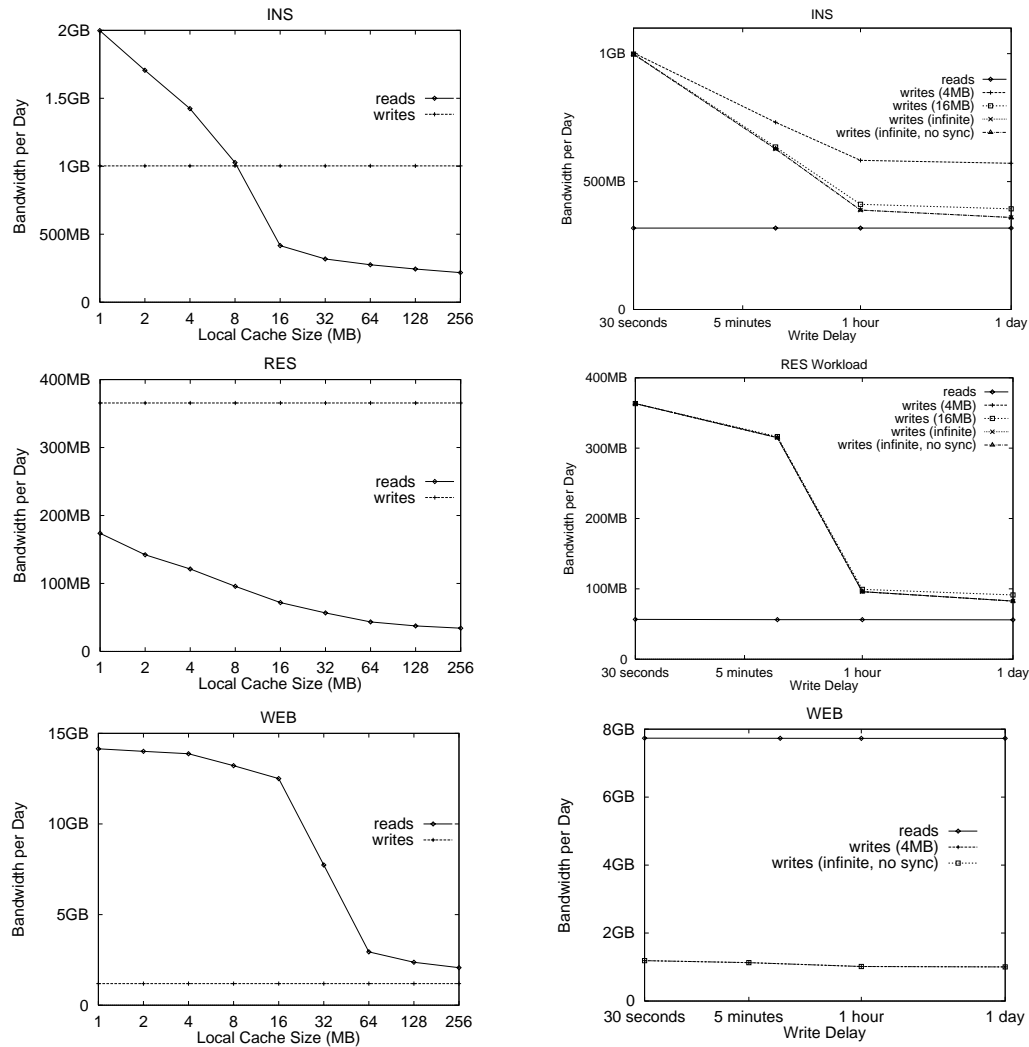 INS
2GB
1.5GB
1GB
500MB
0
Bandwidth per Day
reads
writes
1 2 4 8 16 32 64 128 256
Local Cache Size (MB)
INS
1GB
500MB
0
Bandwidth per Day
reads
writes (4MB)
writes (16MB)
writes (infinite)
writes (infinite, no sync)
30 seconds 5 minutes 1 hour 1 day
Write Delay
RES
400MB
300MB
200MB
100MB
0
Bandwidth per Day
reads
writes
1 2 4 8 16 32 64 128 256
Local Cache Size (MB)
RES Workload
400MB
300MB
200MB
100MB
0
Bandwidth per Day
reads
writes (4MB)
writes (16MB)
writes (infinite)
writes (infinite, no sync)
30 seconds 5 minutes 1 hour 1 day
Write Delay
WEB
15GB
10GB
5GB
0
Bandwidth per Day
reads
writes
1 2 4 8 16 32 64 128 256
Local Cache Size (MB)
WEB
8GB
6GB
4GB
2GB
0
Bandwidth per Day
reads
writes (4MB)
writes (infinite, no sync)
30 seconds 5 minutes 1 hour 1 day
Write Delay